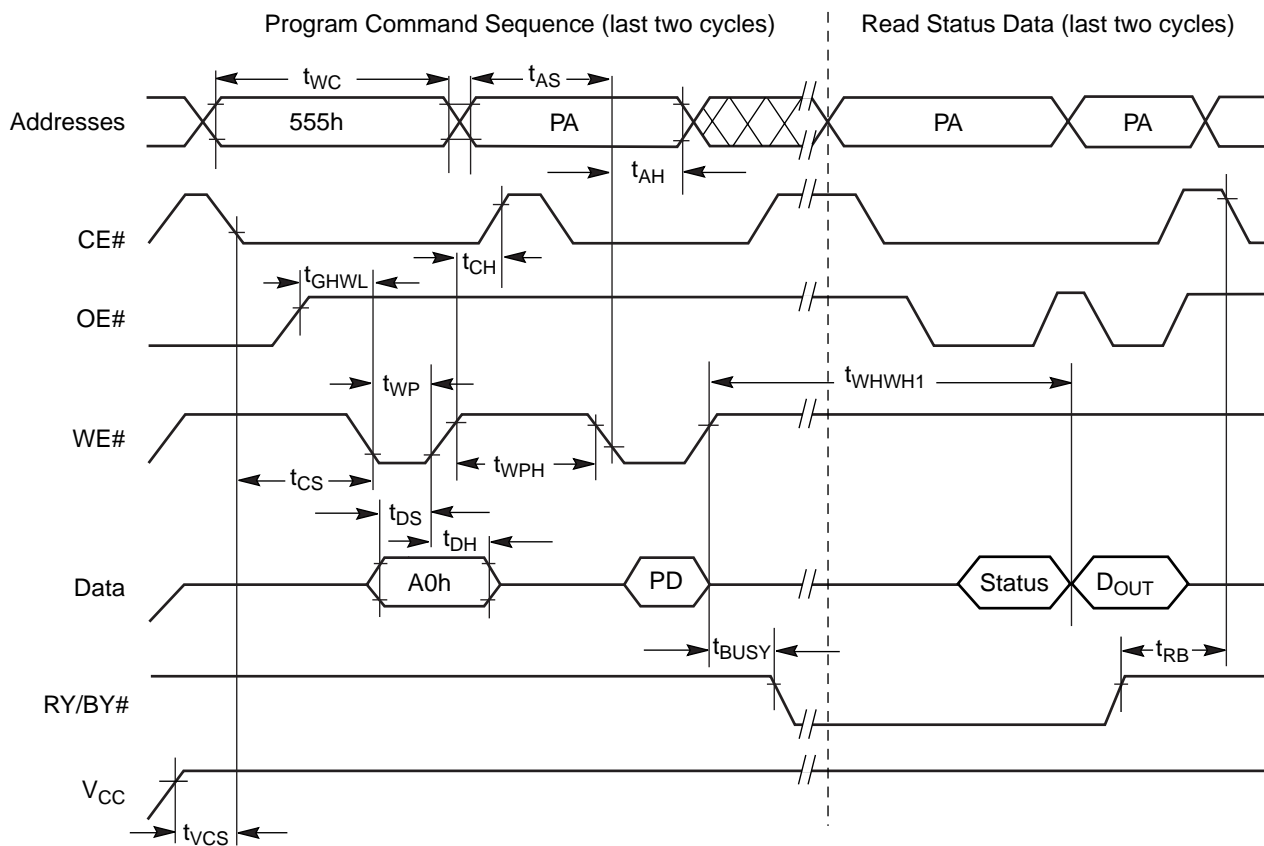 Program Command Sequence (last two cycles) Read Status Data (last two cycles)
tWC tAS
Addresses 555h PA PA PA
tAH
CE#
tCH
tGHWL
OE#
tWP tWHWH1
WE#
tCS tWPH
tDS
tDH
Data A0h PD Status DOUT
tBUSY tRB
RY/BY#
VCC
tVCS